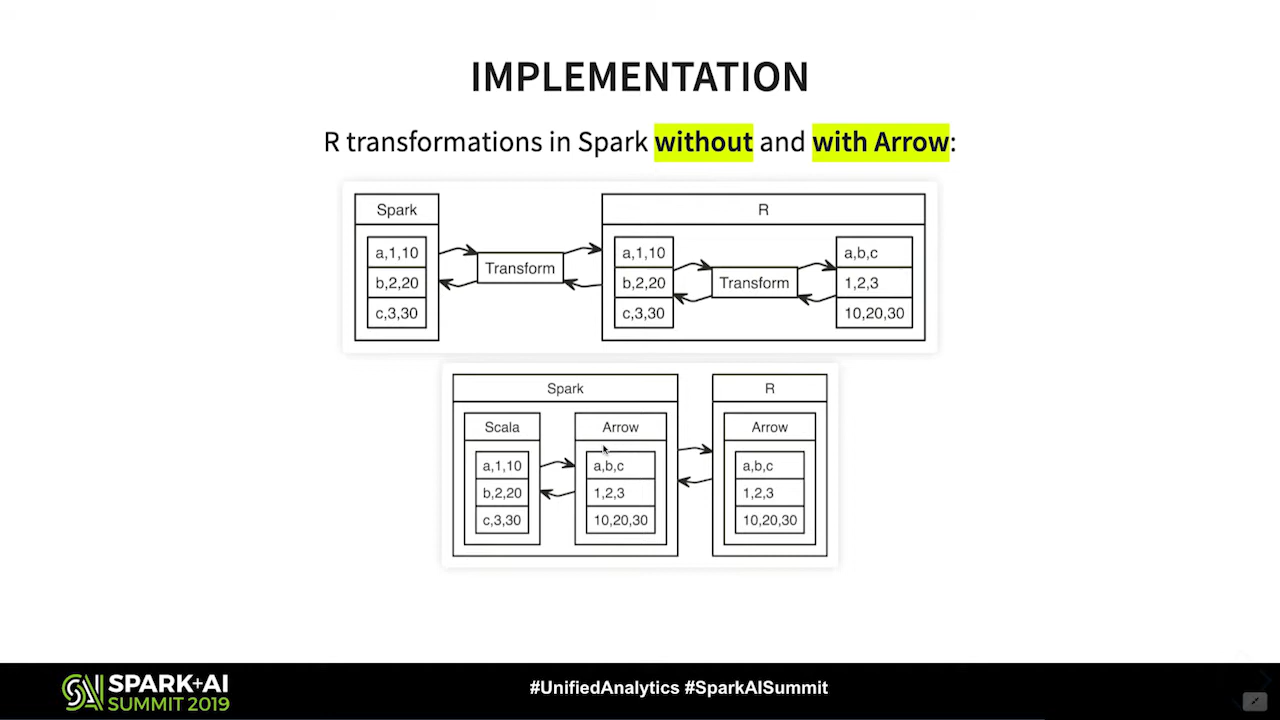 IMPLEMENTATION
R transformations in Spark without and with Arrow:
Spark
R
a,1,10
b,2,20
c,3,30
Transform
a,1,10
b,2,20
c,3,30
Transform
a,b,c
1,2,3
10,20,30
Spark
R
Scala
Arrow
Arrow
a,1,10
b,2,20
c,3,30
a,b,c
1,2,3
10,20,30
a,b,c
1,2,3
10,20,30
SPARK+AI
SUMMIT 2019
#UnifiedAnalytics #SparkAISummit